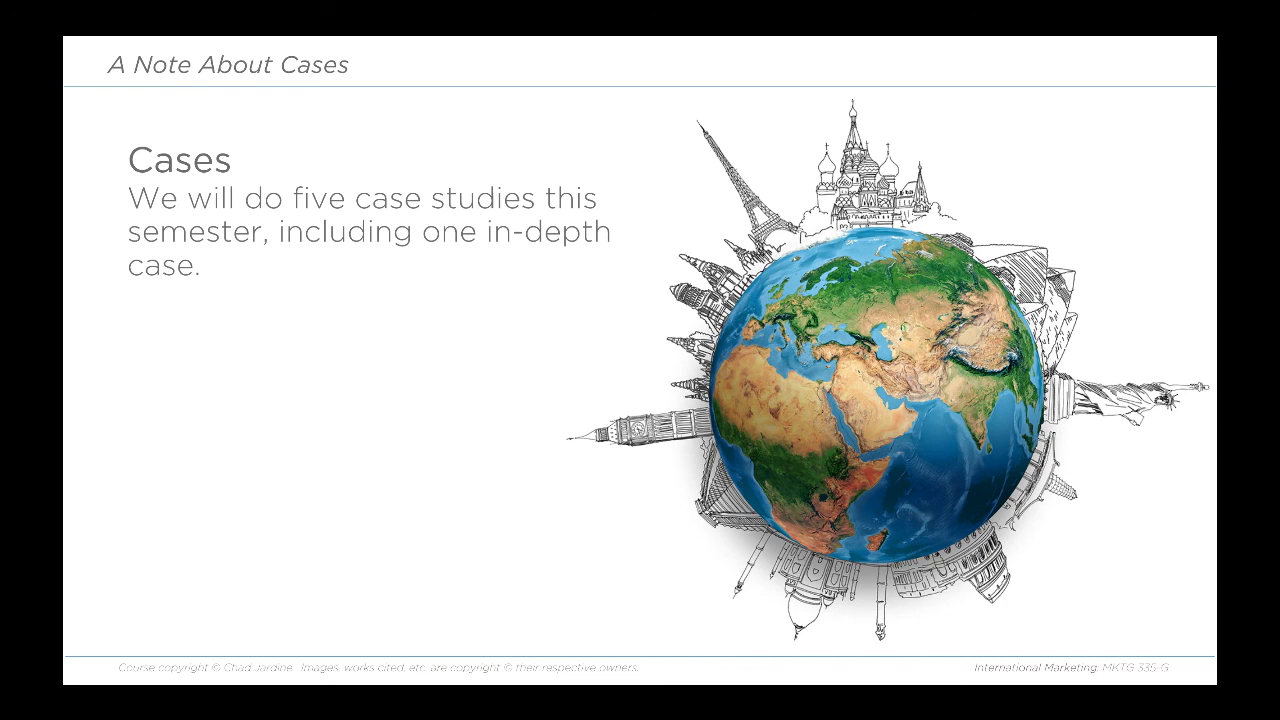 A Note About Cases
Cases
We will do five case studies this
semester, including one in-depth
case.
Course copyright © Chad Jardine. Images, works cited, etc. are copyright © their respective owners.
International Marketing: MKTG 335-G